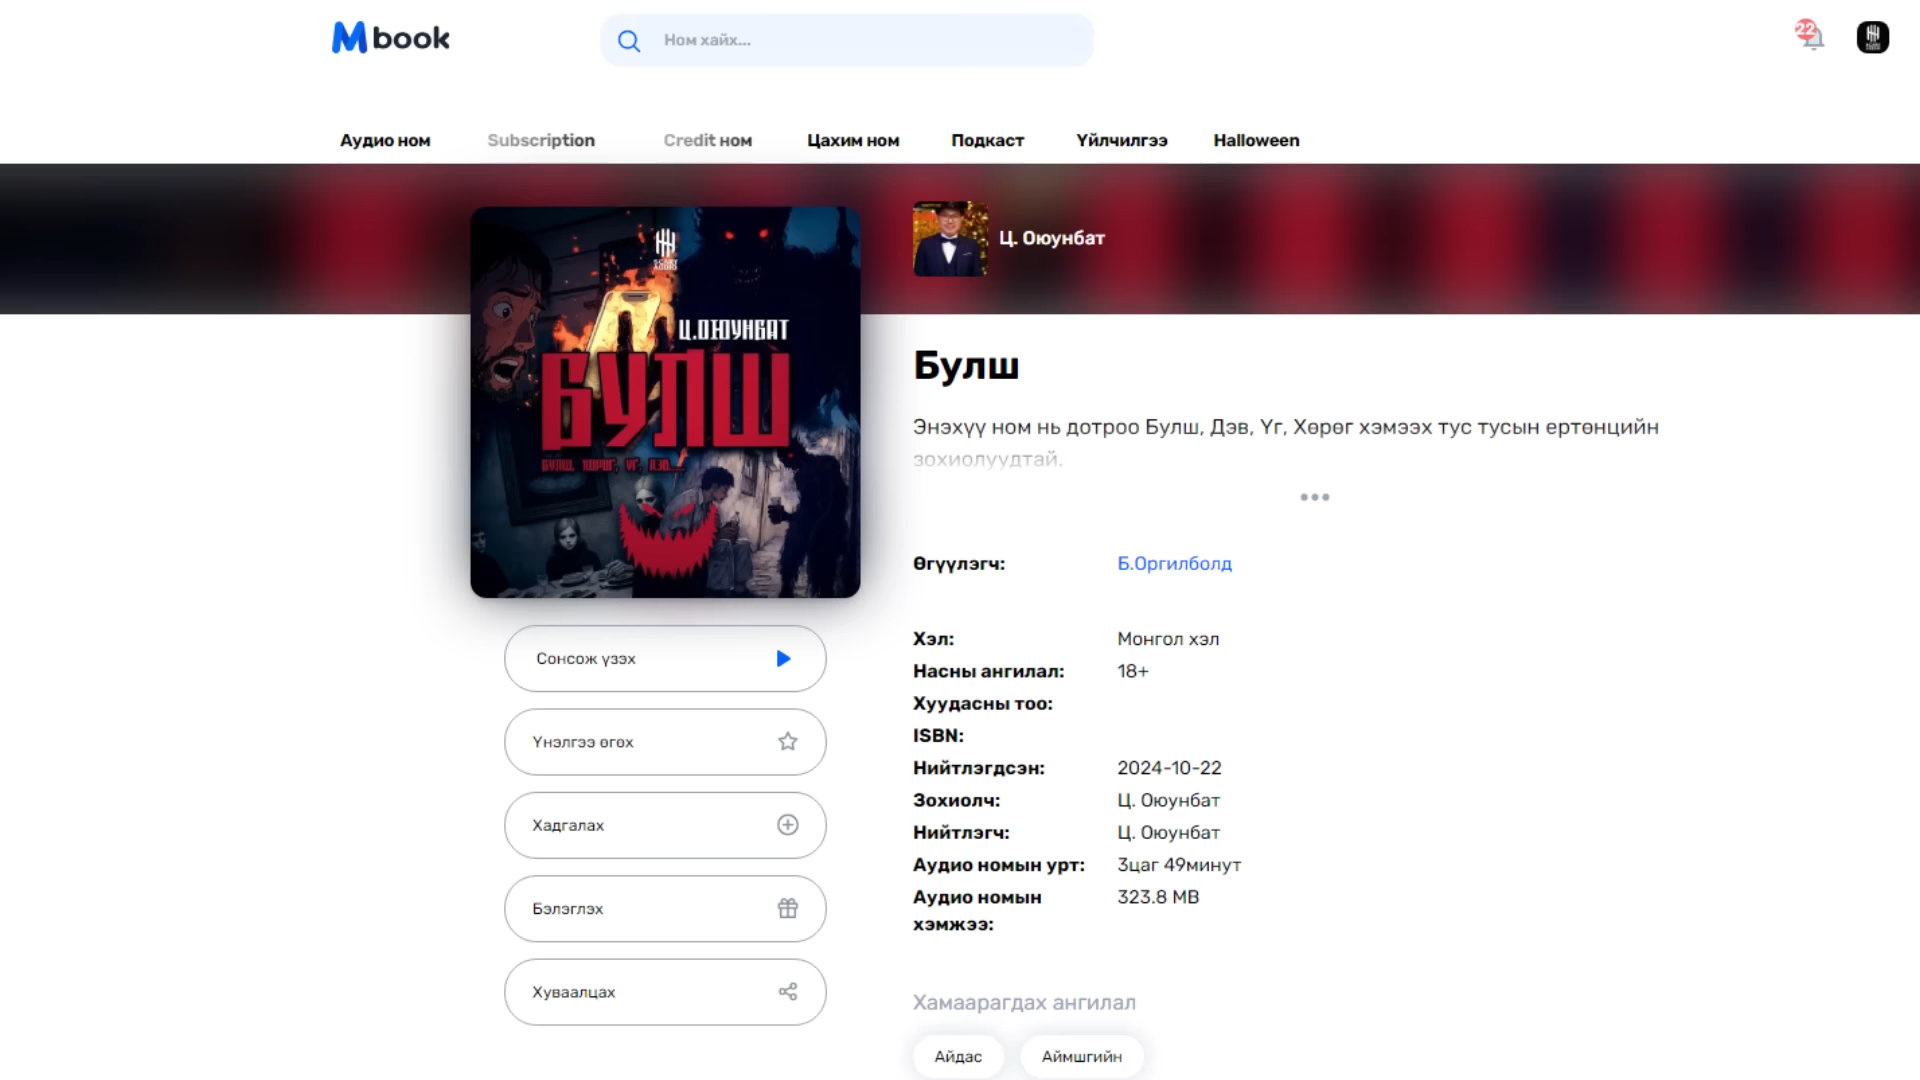 Mbook
Ном хайх...
22
Аудио ном
Subscription
Credit ном
Цахим ном
Подкаст
Үйлчилгээ
Halloween
Ц. Оюунбат
SCARY
AUDIO
Ц.ОЮУНБАТ
БУЛШ
Булш
Энэхүү ном нь дотроо Булш, Дэв, Үг, Хөрөг хэмээх тус тусын ертөнцийн
зохиолуудтай.
Өгүүлэгч: Б.Оргилболд
Хэл: Монгол хэл
Насны ангилал: 18+
Хуудасны тоо:
ISBN:
Нийтлэгдсэн: 2024-10-22
Зохиолч: Ц. Оюунбат
Нийтлэгч: Ц. Оюунбат
Аудио номын урт: 3цаг 49минут
Аудио номын 323.8 MB
хэмжээ:
Сонсож үзэх
Үнэлгээ өгөх
Хадгалах
Бэлэглэх
Хуваалцах
Хамаарагдах ангилал
Айдас
Аймшгийн